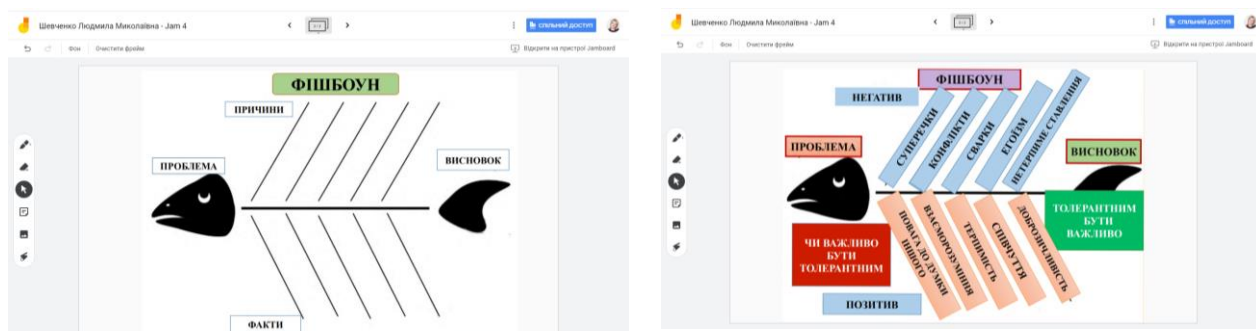 Шевченко Людмила Миколаївна - Jam 4
СПІЛЬНИЙ ДОСТУП
Фон
Очистити фрейм
Відкрити на пристрої Jamboard
ФІШБОУН
ПРИЧИНИ
ПРОБЛЕМА
ВИСНОВОК
ФАКТИ
Шевченко Людмила Миколаївна - Jam 4
СПІЛЬНИЙ ДОСТУП
Фон
Очистити фрейм
Відкрити на пристрої Jamboard
ФІШБОУН
НЕГАТИВ
ПРОБЛЕМА
СУПЕРЕЧКИ
КОНФЛІКТИ
СВАРКИ
ЕГОЇЗМ
НЕТЕРПИМЕ СТАВЛЕННЯ
ВИСНОВОК
ЧИ ВАЖЛИВО
БУТИ
ТОЛЕРАНТНИМ
ПОВАГА ДО ДУМКИ
ІНШОГО
ВЗАЄМОРОЗУМІННЯ
ТЕРПИМІСТЬ
СПІВЧУТТЯ
ДОБРОЗИЧЛИВІСТЬ
ТОЛЕРАНТНИМ
БУТИ
ВАЖЛИВО
ПОЗИТИВ